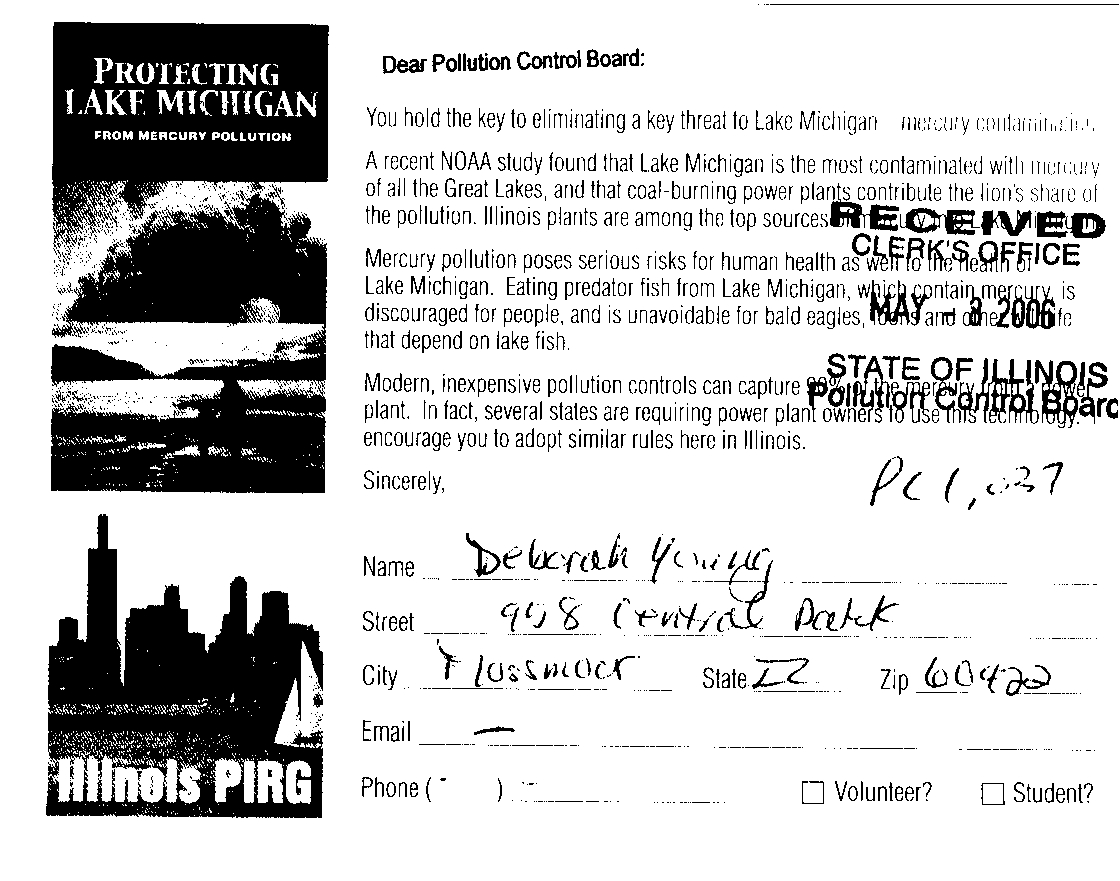 PROTECTING
LAKE MICHIGAN
FROM MERCURY POLLUTION
Illinois PIRG
Dear Pollution Control Board:
You hold the key to eliminating a key threat to Lake Michigan mercury contamination.
A recent NOAA study found that Lake Michigan is the most contaminated with mercury
of all the Great Lakes, and that coal-burning power plants contribute the lion's share of
the pollution. Illinois plants are among the top sources
RECEIVED
CLERK'S OFFICE
Mercury pollution poses serious risks for human health as well to the health of
Lake Michigan. Eating predator fish from Lake Michigan, which contain mercury, is
discouraged for people, and is unavoidable for bald eagles, and
MAY - 3 2006
that depend on lake fish.
STATE OF ILLINOIS
Pollution Control Board
Modern, inexpensive pollution controls can capture of the mercury from a power
plant. In fact, several states are requiring power plant owners to use this technology. I
encourage you to adopt similar rules here in Illinois.
Sincerely,
PC 1,037
Name Deborah Young
Street 958 Central Park
City Flossmoor State IL Zip 60422
Email —
Phone ( - ) -
Volunteer? Student?